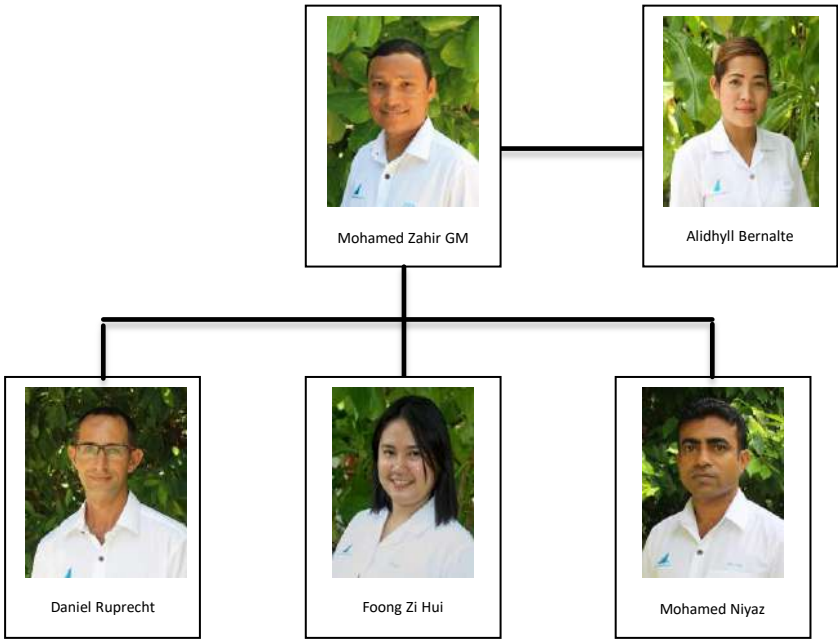 Mohamed Zahir GM
Alidhyll Bernalte
Daniel Ruprecht
Foong Zi Hui
Mohamed Niyaz